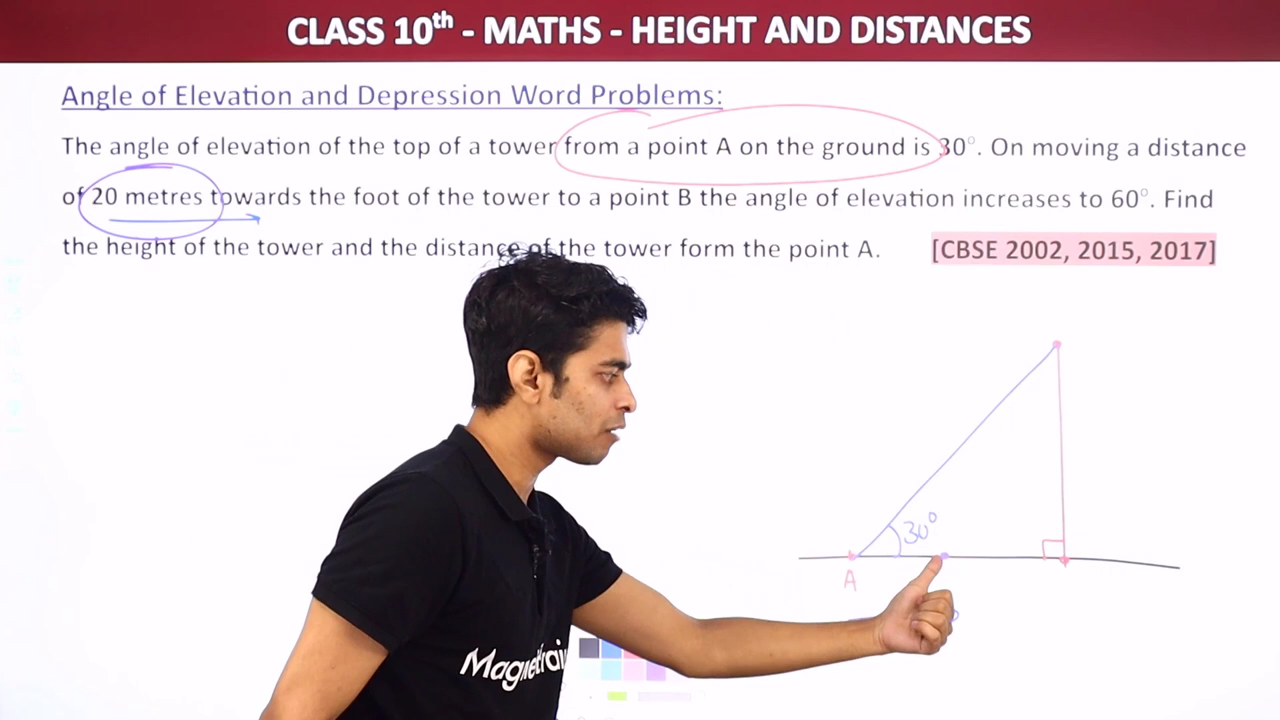 CLASS 10th - MATHS - HEIGHT AND DISTANCES
Angle of Elevation and Depression Word Problems:
The angle of elevation of the top of a tower from a point A on the ground is 30°. On moving a distance
of 20 metres towards the foot of the tower to a point B the angle of elevation increases to 60°. Find
the height of the tower and the distance of the tower form the point A. [CBSE 2002, 2015, 2017]
30°
A